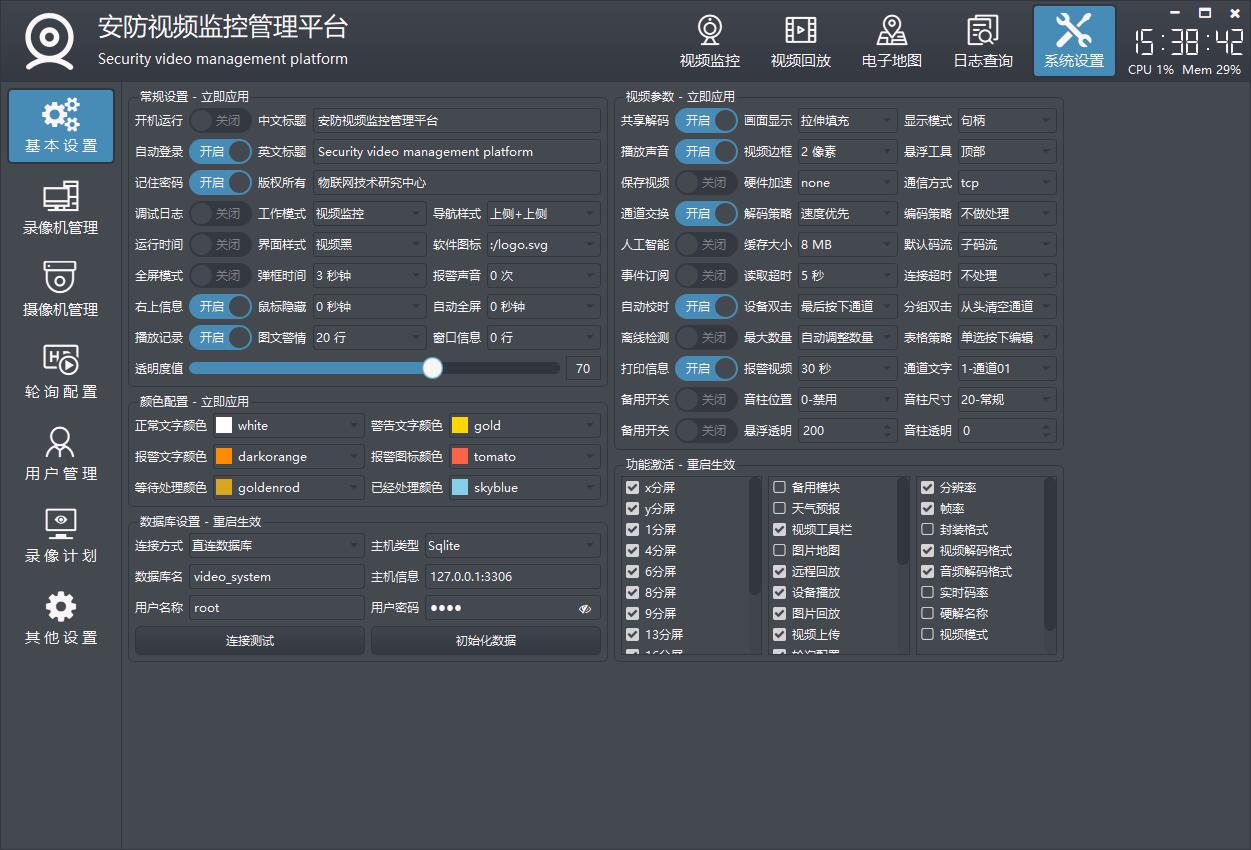 安防视频监控管理平台
Security video management platform
视频监控 视频回放 电子地图 日志查询 系统设置
15:38:42
CPU 1% Mem 29%
基本设置
录像机管理
摄像机管理
轮询配置
用户管理
录像计划
其他设置
常规设置 - 立即应用
开机运行 关闭 中文标题 安防视频监控管理平台
自动登录 开启 英文标题 Security video management platform
记住密码 开启 版权所有 物联网技术研究中心
调试日志 关闭 工作模式 视频监控 导航样式 上侧+上侧
运行时间 关闭 界面样式 视频黑 软件图标 :/logo.svg
全屏模式 关闭 弹框时间 3 秒钟 报警声音 0 次
右上信息 开启 鼠标隐藏 0 秒钟 自动全屏 0 秒钟
播放记录 开启 图文警情 20 行 窗口信息 0 行
透明度值 70
颜色配置 - 立即应用
正常文字颜色 white 警告文字颜色 gold
报警文字颜色 darkorange 报警图标颜色 tomato
等待处理颜色 goldenrod 已经处理颜色 skyblue
数据库设置 - 重启生效
连接方式 直连数据库 主机类型 Sqlite
数据库名 video_system 主机信息 127.0.0.1:3306
用户名称 root 用户密码 ●●●●
连接测试 初始化数据
视频参数 - 立即应用
共享解码 开启 画面显示 拉伸填充 显示模式 句柄
播放声音 开启 视频边框 2 像素 悬浮工具 顶部
保存视频 关闭 硬件加速 none 通信方式 tcp
通道交换 开启 解码策略 速度优先 编码策略 不做处理
人工智能 关闭 缓存大小 8 MB 默认码流 子码流
事件订阅 关闭 读取超时 5 秒 连接超时 不处理
自动校时 开启 设备双击 最后按下通道 分组双击 从头清空通道
离线检测 关闭 最大数量 自动调整数量 表格策略 单选按下编辑
打印信息 开启 报警视频 30 秒 通道文字 1-通道01
备用开关 关闭 音柱位置 0-禁用 音柱尺寸 20-常规
备用开关 关闭 悬浮透明 200 音柱透明 0
功能激活 - 重启生效
x分屏 备用模块 分辨率
y分屏 天气预报 帧率
1分屏 视频工具栏 封装格式
4分屏 图片地图 视频解码格式
6分屏 远程回放 音频解码格式
8分屏 设备播放 实时码率
9分屏 图片回放 硬解名称
13分屏 视频上传 视频模式
16分屏 轮询配置